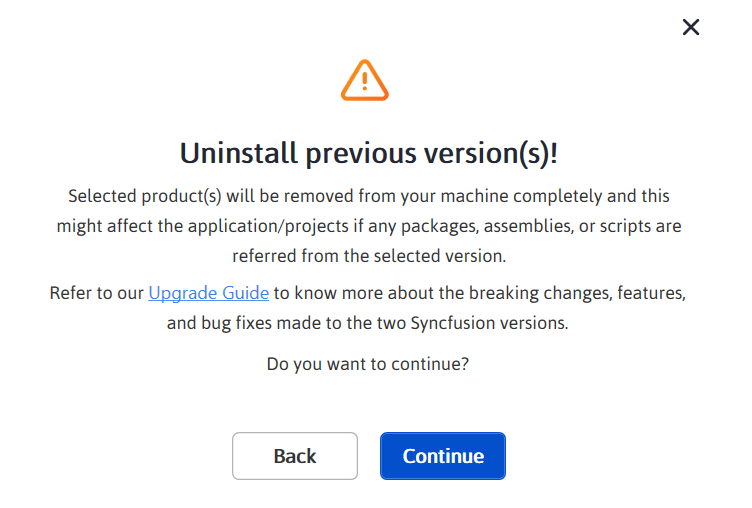 Uninstall previous version(s)!
Selected product(s) will be removed from your machine completely and this
might affect the application/projects if any packages, assemblies, or scripts are
referred from the selected version.
Refer to our Upgrade Guide to know more about the breaking changes, features,
and bug fixes made to the two Syncfusion versions.
Do you want to continue?
Back
Continue